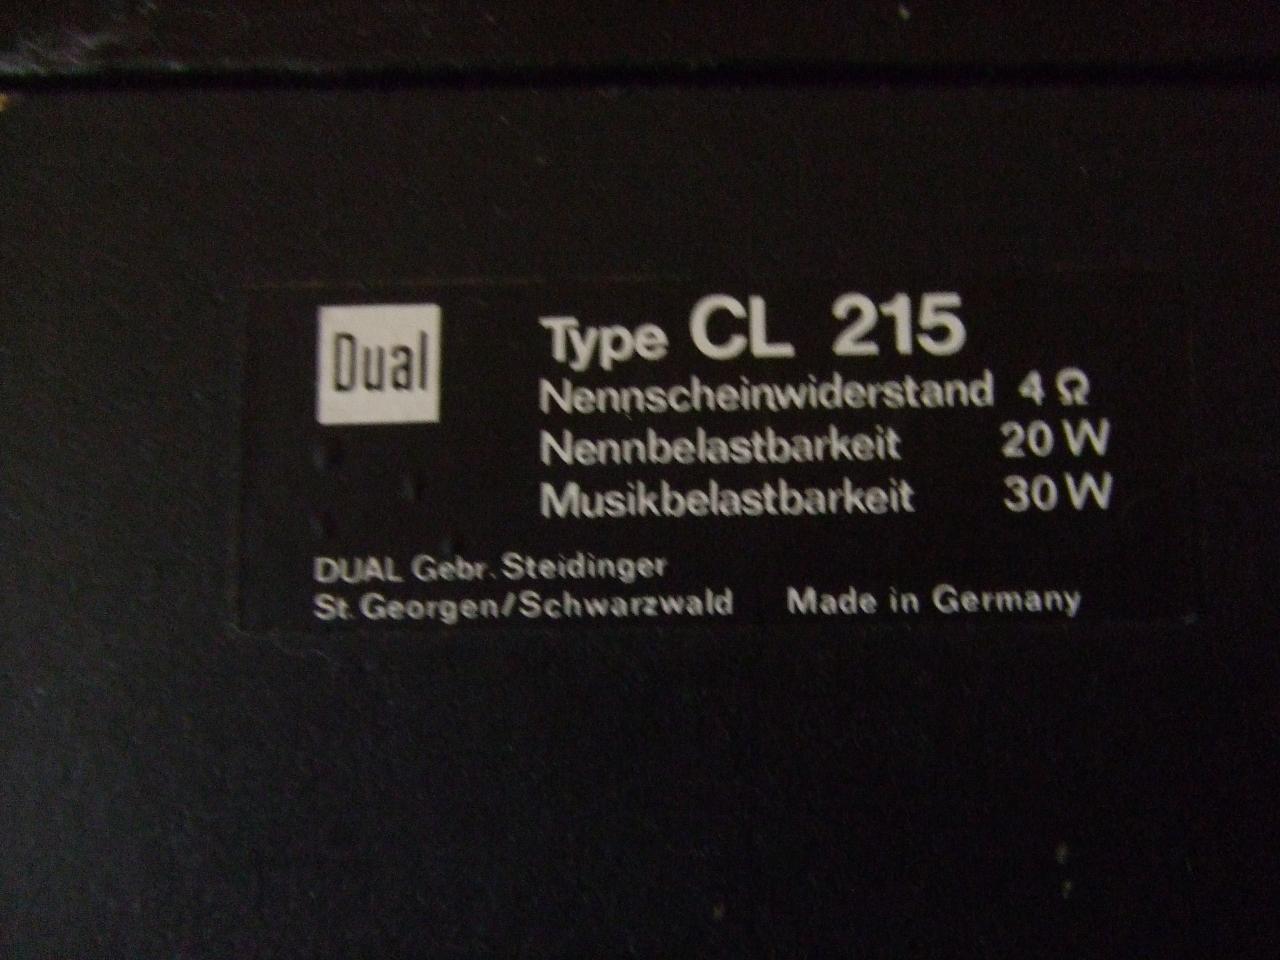 Dual
Type CL 215
Nennscheinwiderstand 4 Ω
Nennbelastbarkeit 20 W
Musikbelastbarkeit 30 W
DUAL Gebr. Steidinger
St. Georgen/Schwarzwald Made in Germany